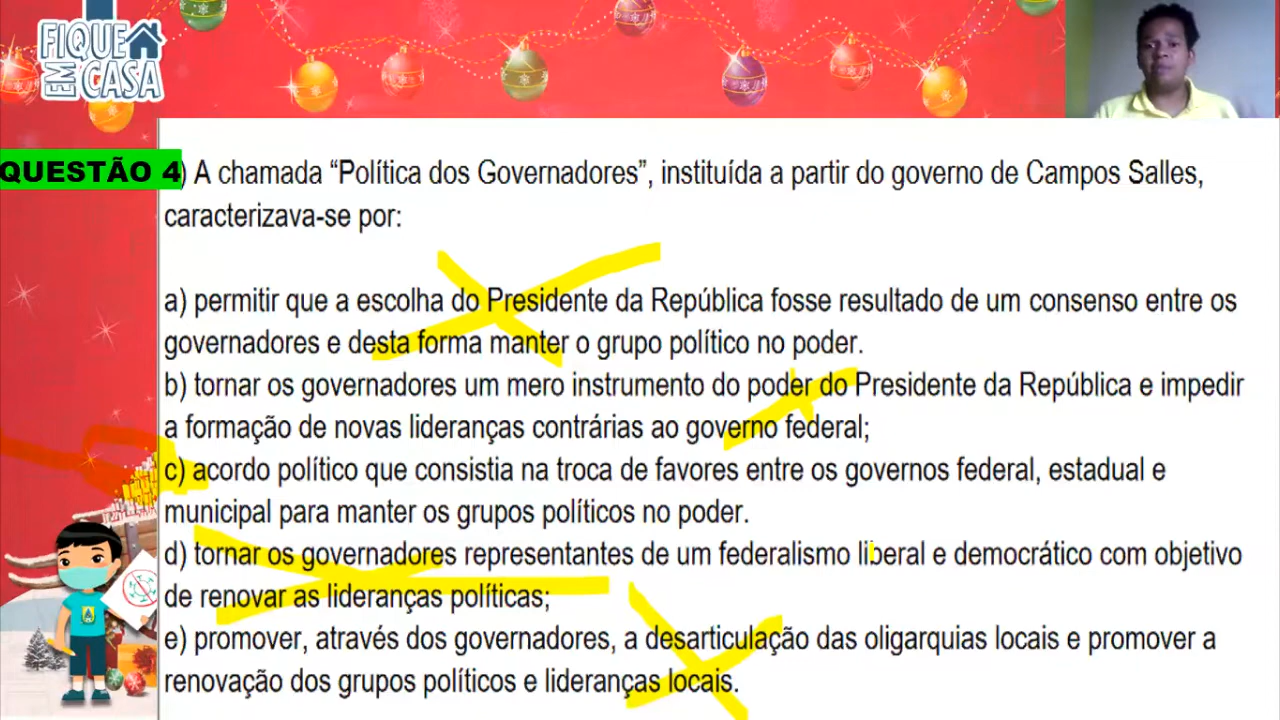 FIQUE
EM CASA
QUESTÃO 4
) A chamada “Política dos Governadores”, instituída a partir do governo de Campos Salles,
caracterizava-se por:
a) permitir que a escolha do Presidente da República fosse resultado de um consenso entre os
governadores e desta forma manter o grupo político no poder.
b) tornar os governadores um mero instrumento do poder do Presidente da República e impedir
a formação de novas lideranças contrárias ao governo federal;
c) acordo político que consistia na troca de favores entre os governos federal, estadual e
municipal para manter os grupos políticos no poder.
d) tornar os governadores representantes de um federalismo liberal e democrático com objetivo
de renovar as lideranças políticas;
e) promover, através dos governadores, a desarticulação das oligarquias locais e promover a
renovação dos grupos políticos e lideranças locais.